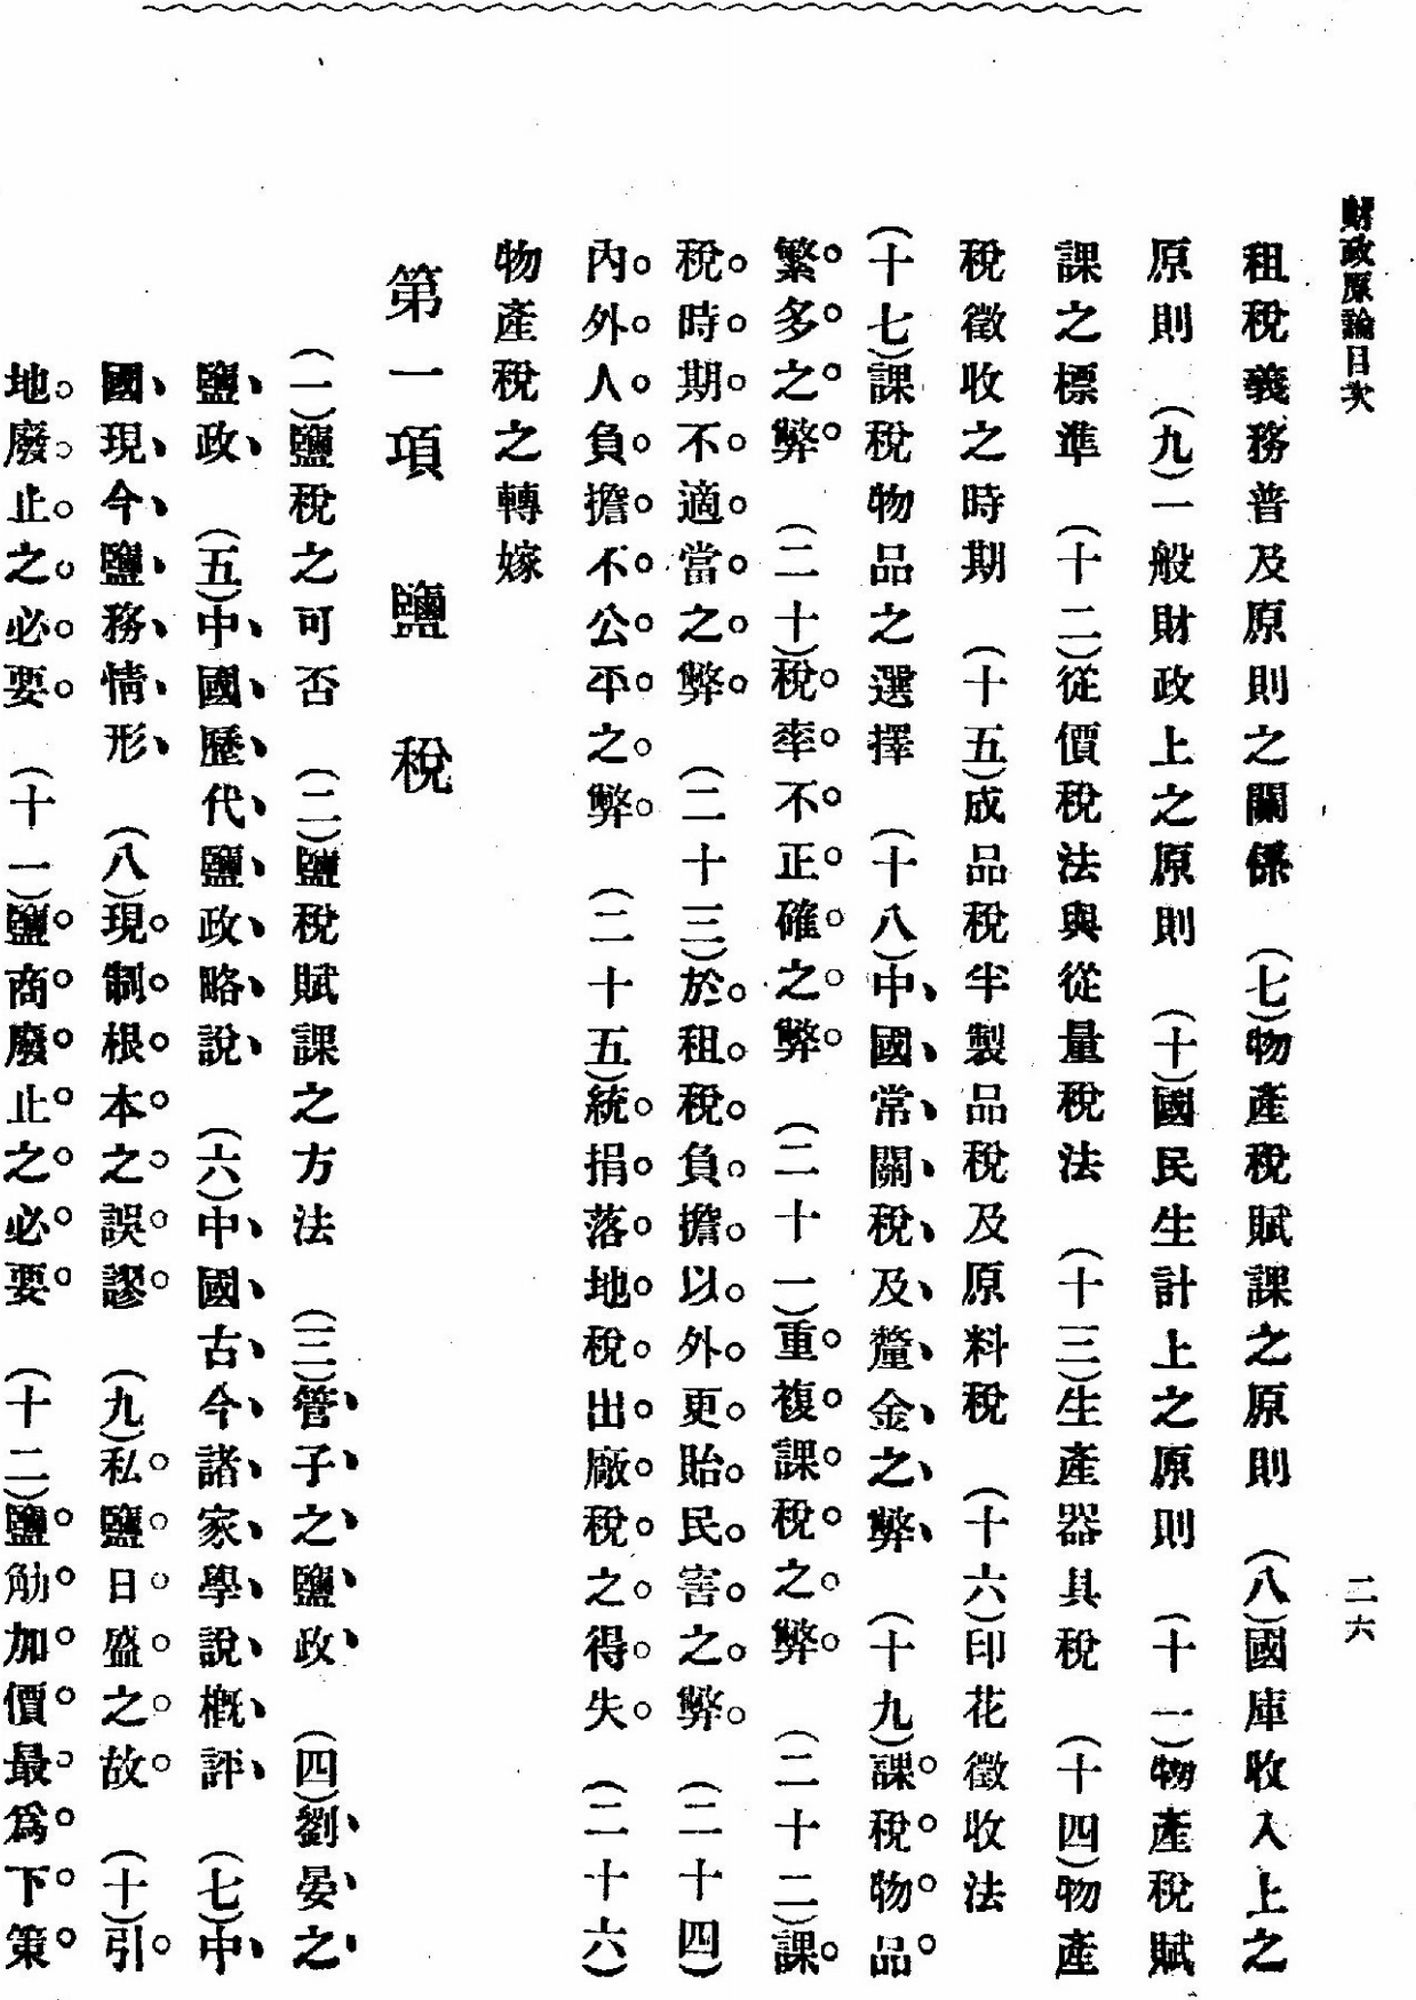 財政原論目次
二六
租稅義務普及原則之關係　(七)物產稅賦課之原則　(八)國庫收入上之
原則　(九)一般財政上之原則　(十)國民生計上之原則　(十一)物產稅賦
課之標準　(十二)從價稅法與從量稅法　(十三)生產器具稅　(十四)物產
稅徵收之時期　(十五)成品稅半製品稅及原料稅　(十六)印花徵收法
(十七)課稅物品之選擇　(十八)中國常關稅及釐金之弊　(十九)課稅物品
繁多之弊　(二十)稅率不正確之弊　(二十一)重複課稅之弊　(二十二)課
稅時期不適當之弊　(二十三)於租稅負擔以外更貽民害之弊　(二十四)
內外人負擔不公平之弊　(二十五)統捐落地稅出廠稅之得失　(二十六)
物產稅之轉嫁
第一項　鹽　稅
(一)鹽稅之可否　(二)鹽稅賦課之方法　(三)管子之鹽政　(四)劉晏之
鹽政　(五)中國歷代鹽政略說　(六)中國古今諸家學說概評　(七)中
國現今鹽務情形　(八)現制根本之誤謬　(九)私鹽日盛之故　(十)引
地廢止之必要　(十一)鹽商廢止之必要　(十二)鹽觔加價最爲下策